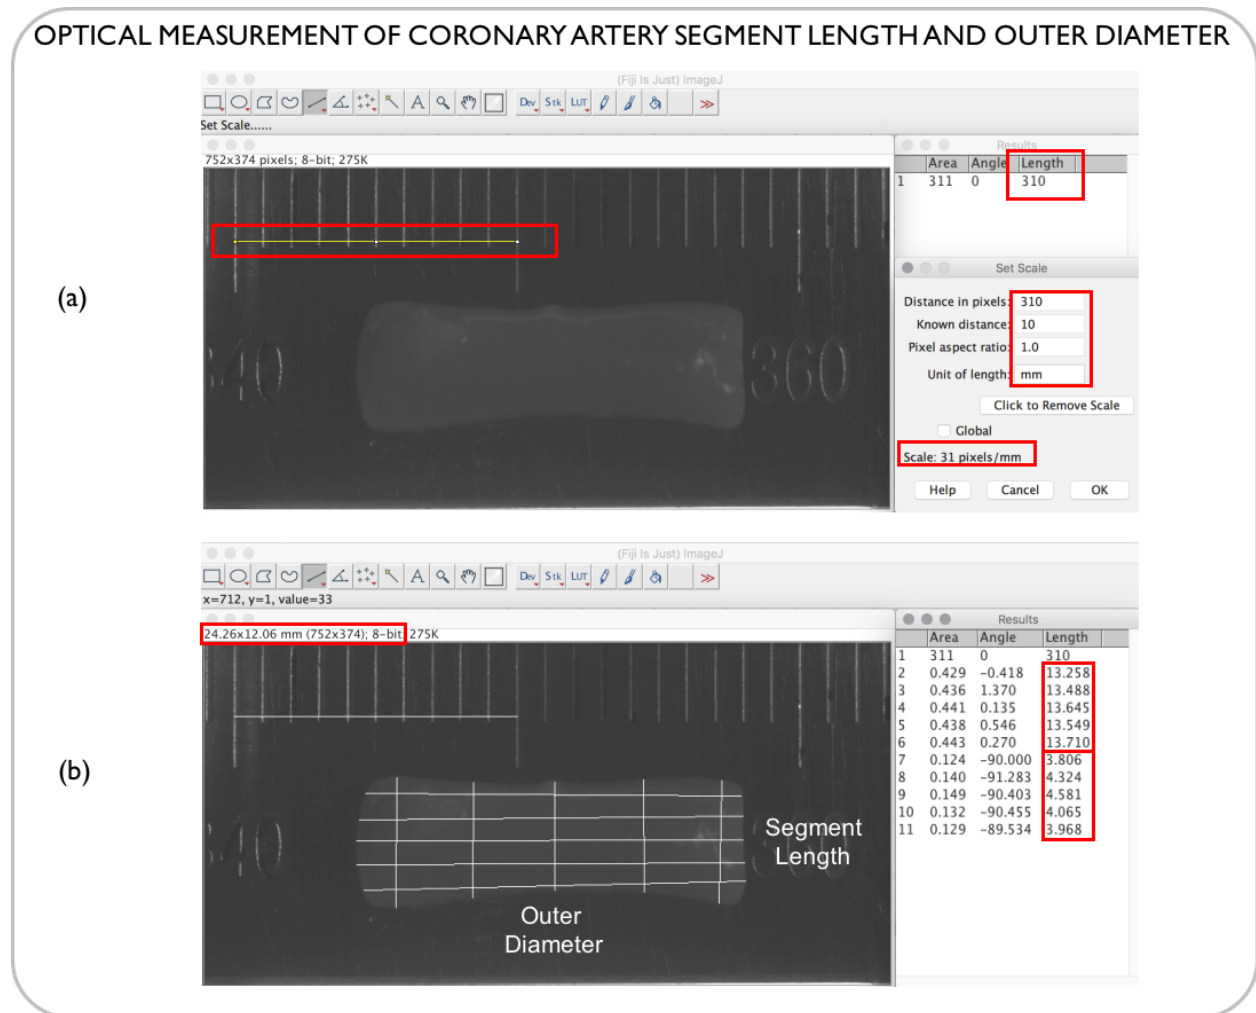 OPTICAL MEASUREMENT OF CORONARY ARTERY SEGMENT LENGTH AND OUTER DIAMETER
(Fiji Is Just) ImageJ
A Dev Stk LUT >>
Set Scale......
752x374 pixels; 8-bit; 275K
Results
Area Angle Length
1 311 0 310
(a)
340
360
Set Scale
Distance in pixels: 310
Known distance: 10
Pixel aspect ratio: 1.0
Unit of length: mm
Click to Remove Scale
Global
Scale: 31 pixels/mm
Help Cancel OK
(Fiji Is Just) ImageJ
A Dev Stk LUT >>
x=712, y=1, value=33
24.26x12.06 mm (752x374); 8-bit; 275K
Results
Area Angle Length
1 311 0 310
2 0.429 -0.418 13.258
3 0.436 1.370 13.488
4 0.441 0.135 13.645
5 0.438 0.546 13.549
6 0.443 0.270 13.710
7 0.124 -90.000 3.806
8 0.140 -91.283 4.324
9 0.149 -90.403 4.581
10 0.132 -90.455 4.065
11 0.129 -89.534 3.968
(b)
340
Segment
Length
Outer
Diameter